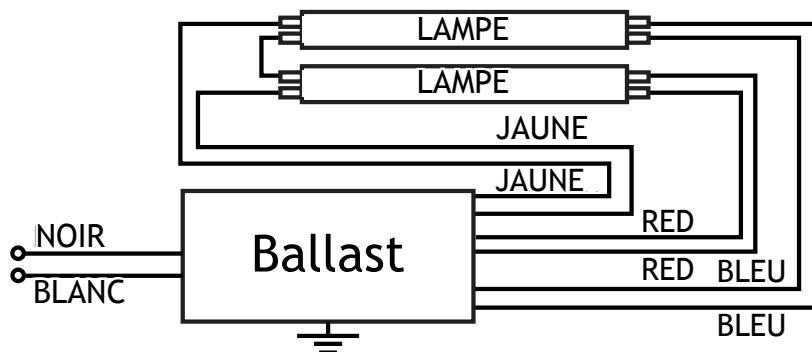 LAMPE
LAMPE
JAUNE
JAUNE
RED
NOIR
Ballast
RED
BLEU
BLANC
BLEU